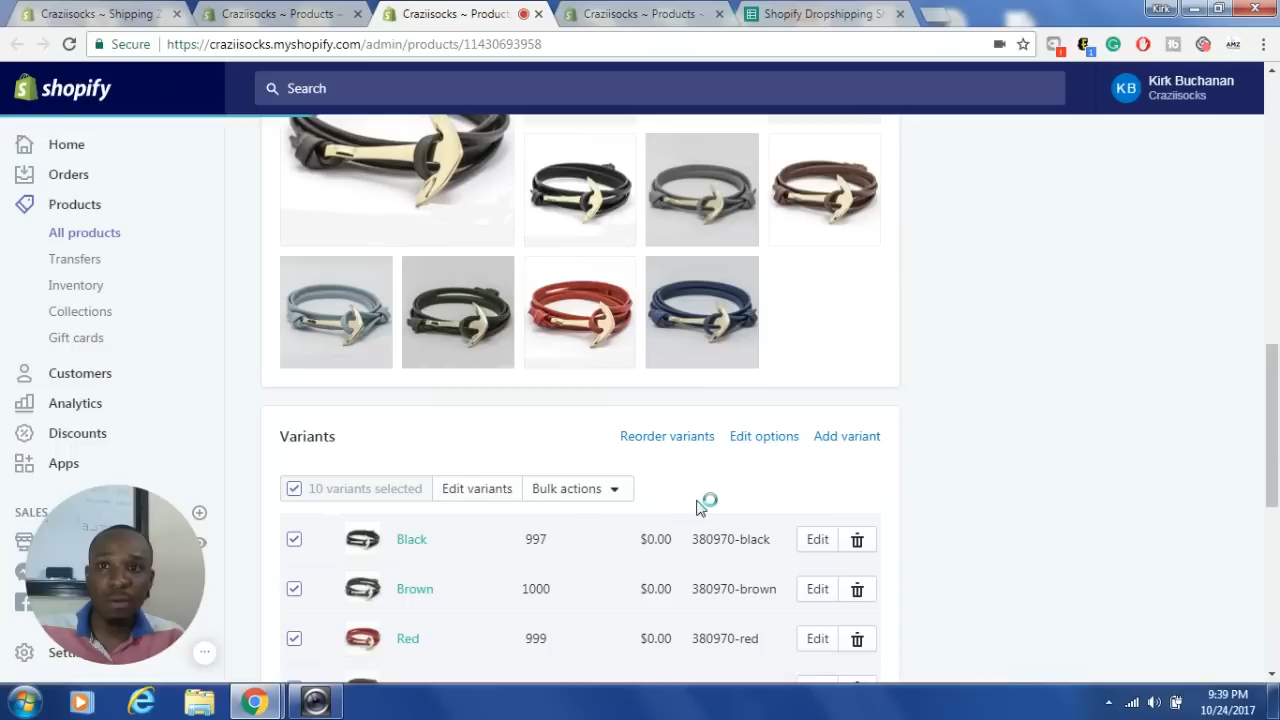 Craziisocks ~ Shipping Z
Craziisocks ~ Products ~
Craziisocks ~ Product
Craziisocks ~ Products ~
Shopify Dropshipping S
Kirk
Secure
https://craziisocks.myshopify.com/admin/products/11430693958
1
AMZ
shopify
Search
KB
Kirk Buchanan
Craziisocks
Home
Orders
Products
All products
Transfers
Inventory
Collections
Gift cards
Customers
Analytics
Discounts
Apps
SALES
Setti
Variants
Reorder variants
Edit options
Add variant
10 variants selected
Edit variants
Bulk actions
Black
997
$0.00
380970-black
Edit
Brown
1000
$0.00
380970-brown
Edit
Red
999
$0.00
380970-red
Edit
9:39 PM
10/24/2017